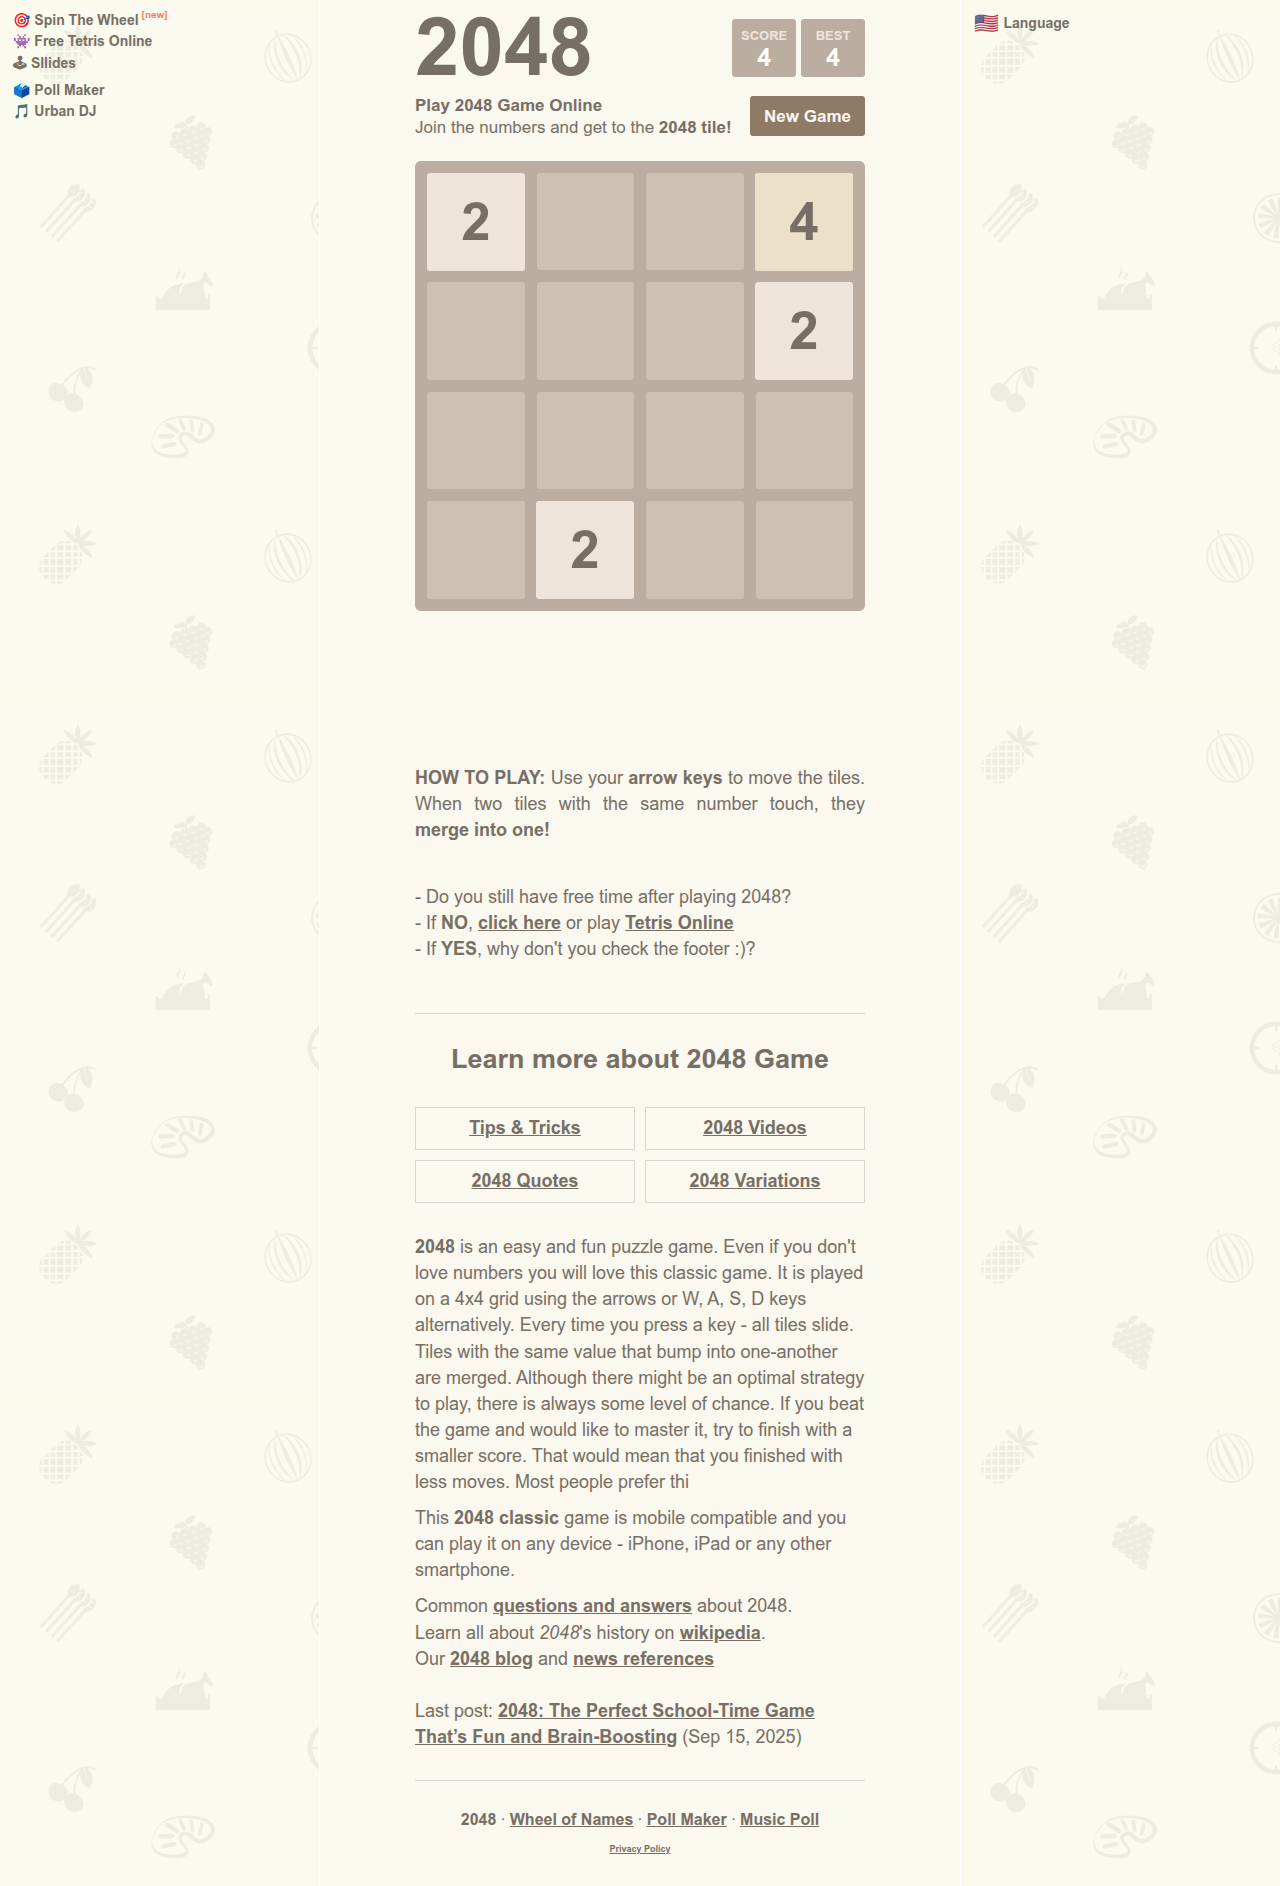 🎯 Spin The Wheel [new]
👾 Free Tetris Online
🕹 Sllides
🗳 Poll Maker
🎵 Urban DJ
2048
SCORE
4
BEST
4
🇺🇸 Language
Play 2048 Game Online
Join the numbers and get to the 2048 tile!
New Game
2
4
2
2
HOW TO PLAY: Use your arrow keys to move the tiles.
When two tiles with the same number touch, they
merge into one!
- Do you still have free time after playing 2048?
- If NO, click here or play Tetris Online
- If YES, why don't you check the footer :)?
Learn more about 2048 Game
Tips & Tricks
2048 Videos
2048 Quotes
2048 Variations
2048 is an easy and fun puzzle game. Even if you don't
love numbers you will love this classic game. It is played
on a 4x4 grid using the arrows or W, A, S, D keys
alternatively. Every time you press a key - all tiles slide.
Tiles with the same value that bump into one-another
are merged. Although there might be an optimal strategy
to play, there is always some level of chance. If you beat
the game and would like to master it, try to finish with a
smaller score. That would mean that you finished with
less moves. Most people prefer thi
This 2048 classic game is mobile compatible and you
can play it on any device - iPhone, iPad or any other
smartphone.
Common questions and answers about 2048.
Learn all about 2048's history on wikipedia.
Our 2048 blog and news references
Last post: 2048: The Perfect School-Time Game
That’s Fun and Brain-Boosting (Sep 15, 2025)
2048 · Wheel of Names · Poll Maker · Music Poll
Privacy Policy